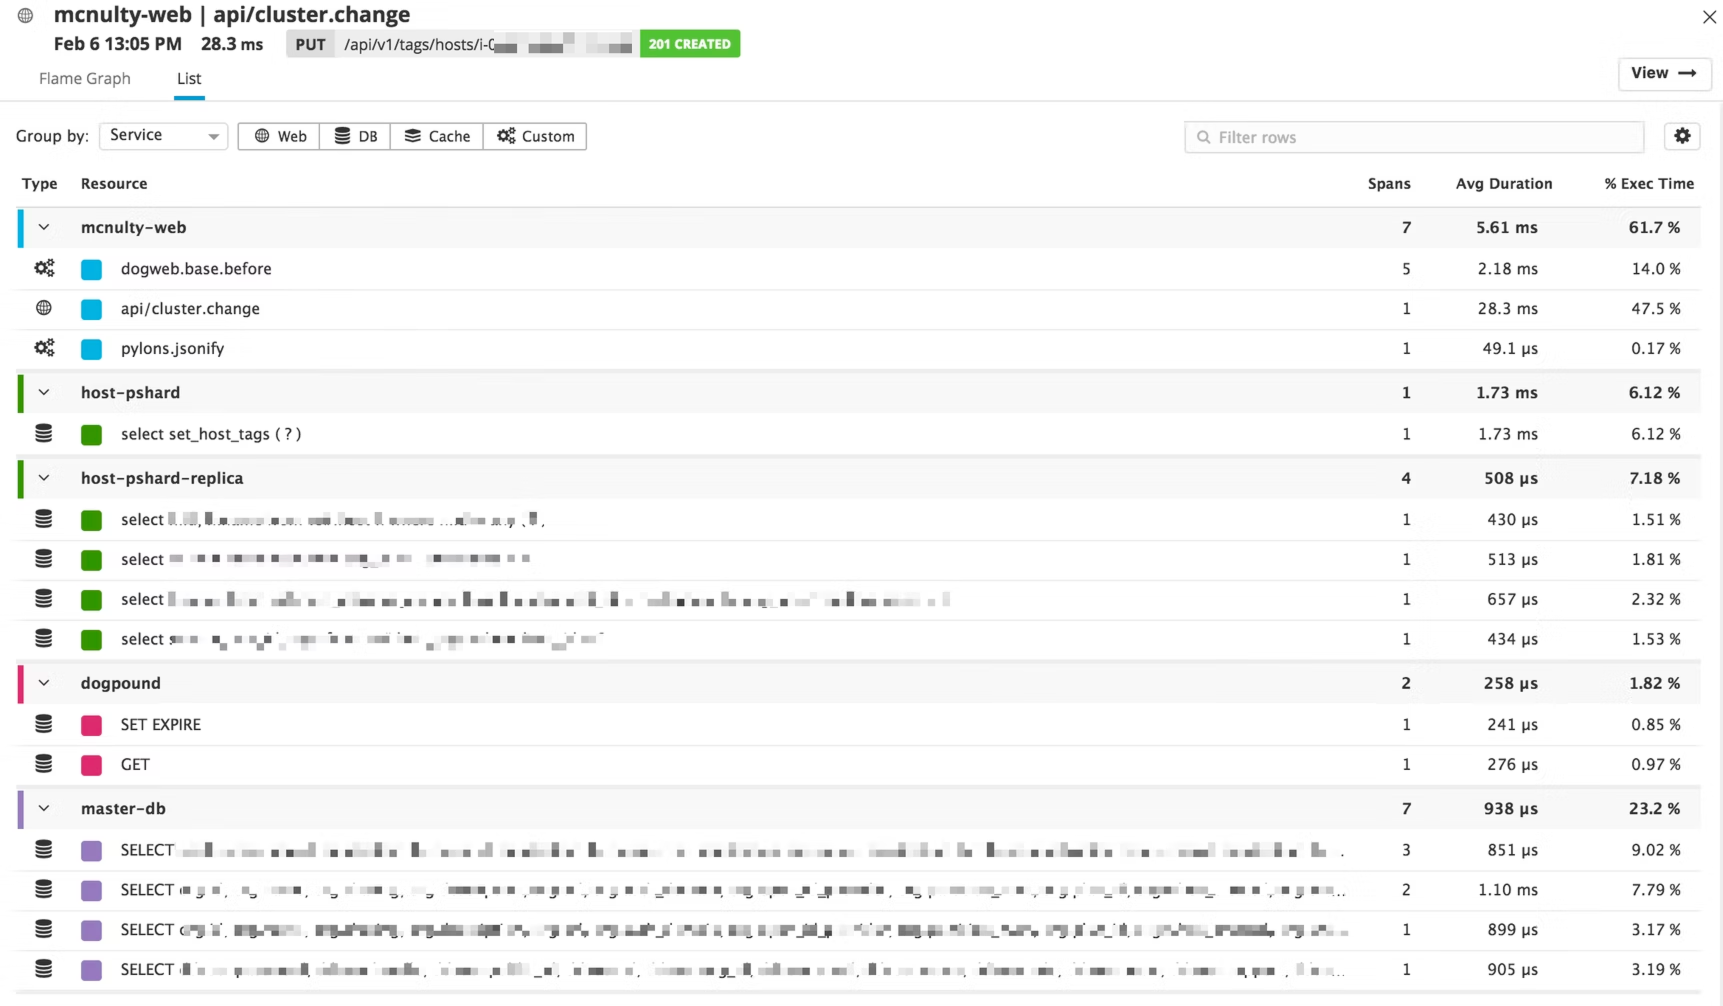 mcnulty-web | api/cluster.change
Feb 6 13:05 PM 28.3 ms PUT /api/v1/tags/hosts/i-0 201 CREATED
Flame Graph List View →
Group by: Service Web DB Cache Custom Filter rows
Type Resource Spans Avg Duration % Exec Time
mcnulty-web 7 5.61 ms 61.7 %
dogweb.base.before 5 2.18 ms 14.0 %
api/cluster.change 1 28.3 ms 47.5 %
pylons.jsonify 1 49.1 µs 0.17 %
host-pshard 1 1.73 ms 6.12 %
select set_host_tags ( ? ) 1 1.73 ms 6.12 %
host-pshard-replica 4 508 µs 7.18 %
select 1 430 µs 1.51 %
select 1 513 µs 1.81 %
select 1 657 µs 2.32 %
select 1 434 µs 1.53 %
dogpound 2 258 µs 1.82 %
SET EXPIRE 1 241 µs 0.85 %
GET 1 276 µs 0.97 %
master-db 7 938 µs 23.2 %
SELECT 3 851 µs 9.02 %
SELECT 2 1.10 ms 7.79 %
SELECT 1 899 µs 3.17 %
SELECT 1 905 µs 3.19 %